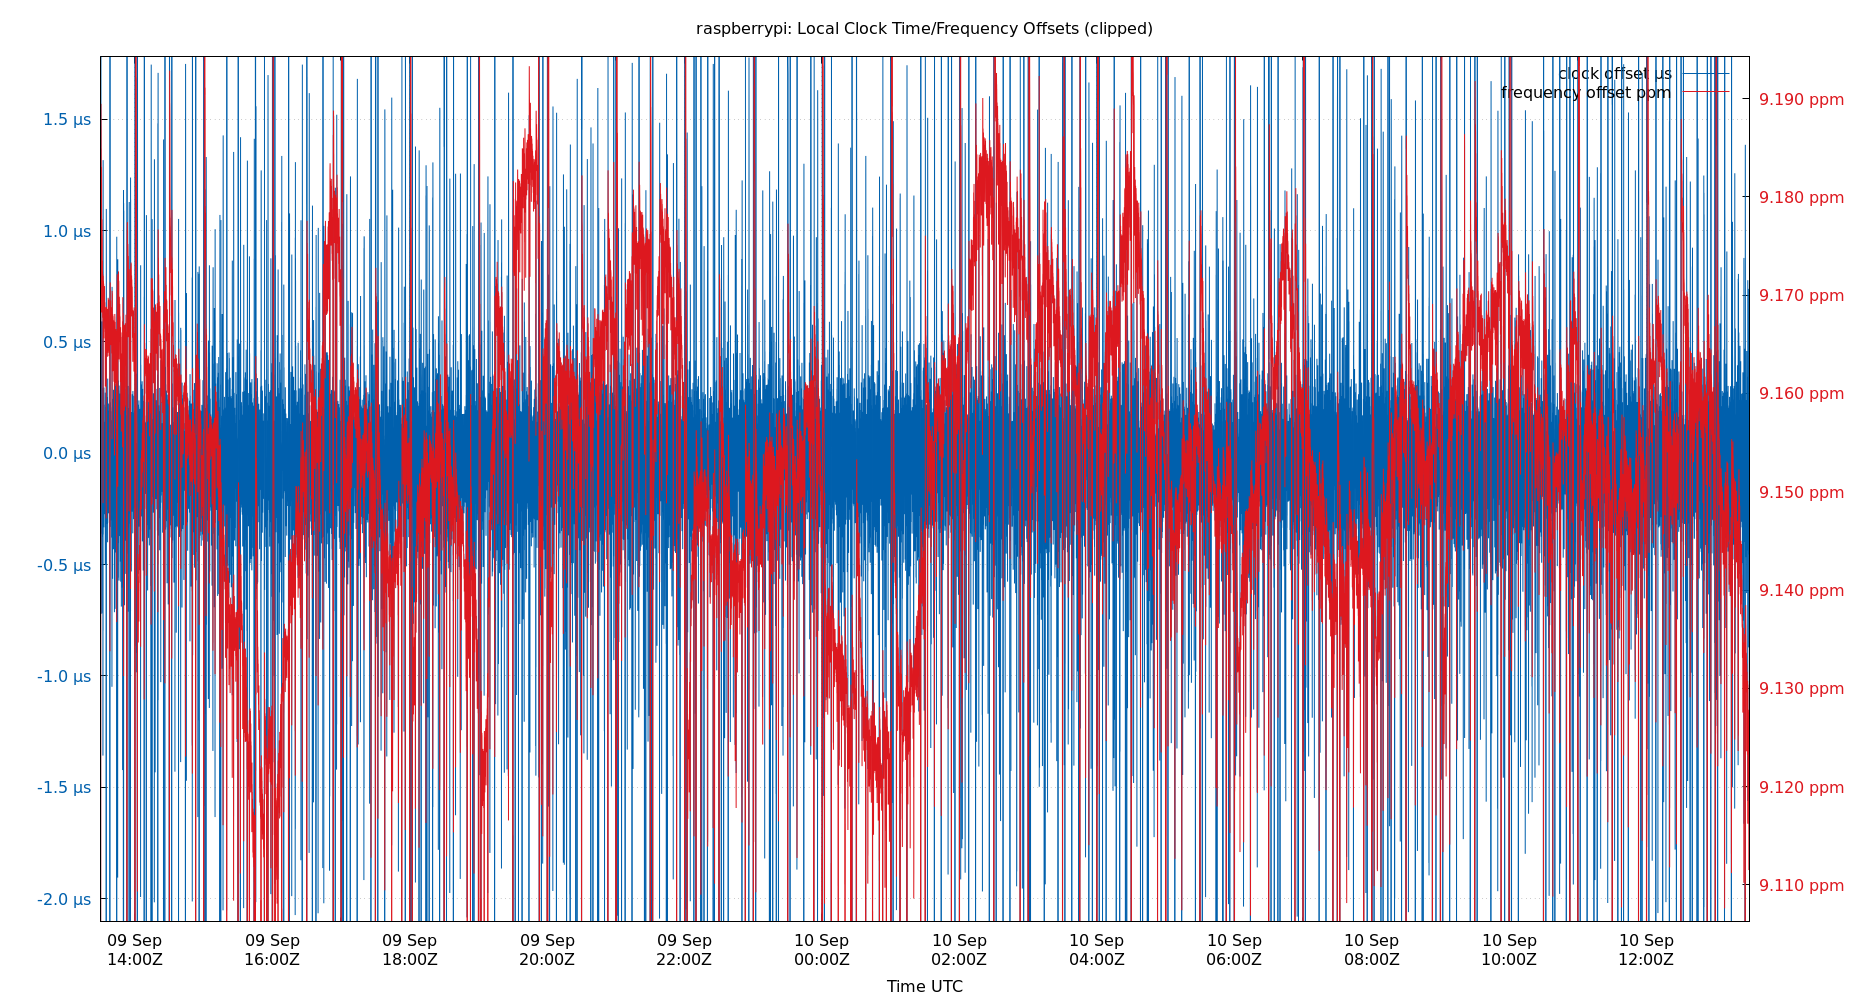 raspberrypi: Local Clock Time/Frequency Offsets (clipped)
clock offset µs
frequency offset ppm
1.5 µs
1.0 µs
0.5 µs
0.0 µs
-0.5 µs
-1.0 µs
-1.5 µs
-2.0 µs
9.190 ppm
9.180 ppm
9.170 ppm
9.160 ppm
9.150 ppm
9.140 ppm
9.130 ppm
9.120 ppm
9.110 ppm
09 Sep 09 Sep 09 Sep 09 Sep 09 Sep 10 Sep 10 Sep 10 Sep 10 Sep 10 Sep 10 Sep 10 Sep
14:00Z 16:00Z 18:00Z 20:00Z 22:00Z 00:00Z 02:00Z 04:00Z 06:00Z 08:00Z 10:00Z 12:00Z
Time UTC